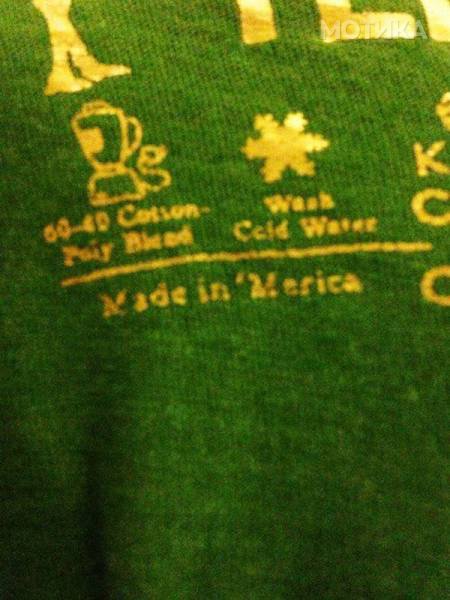 МОТИКА
60-40 Cotton-
Poly Blend
Wash
Cold Water
Made in 'Merica
K
C
C